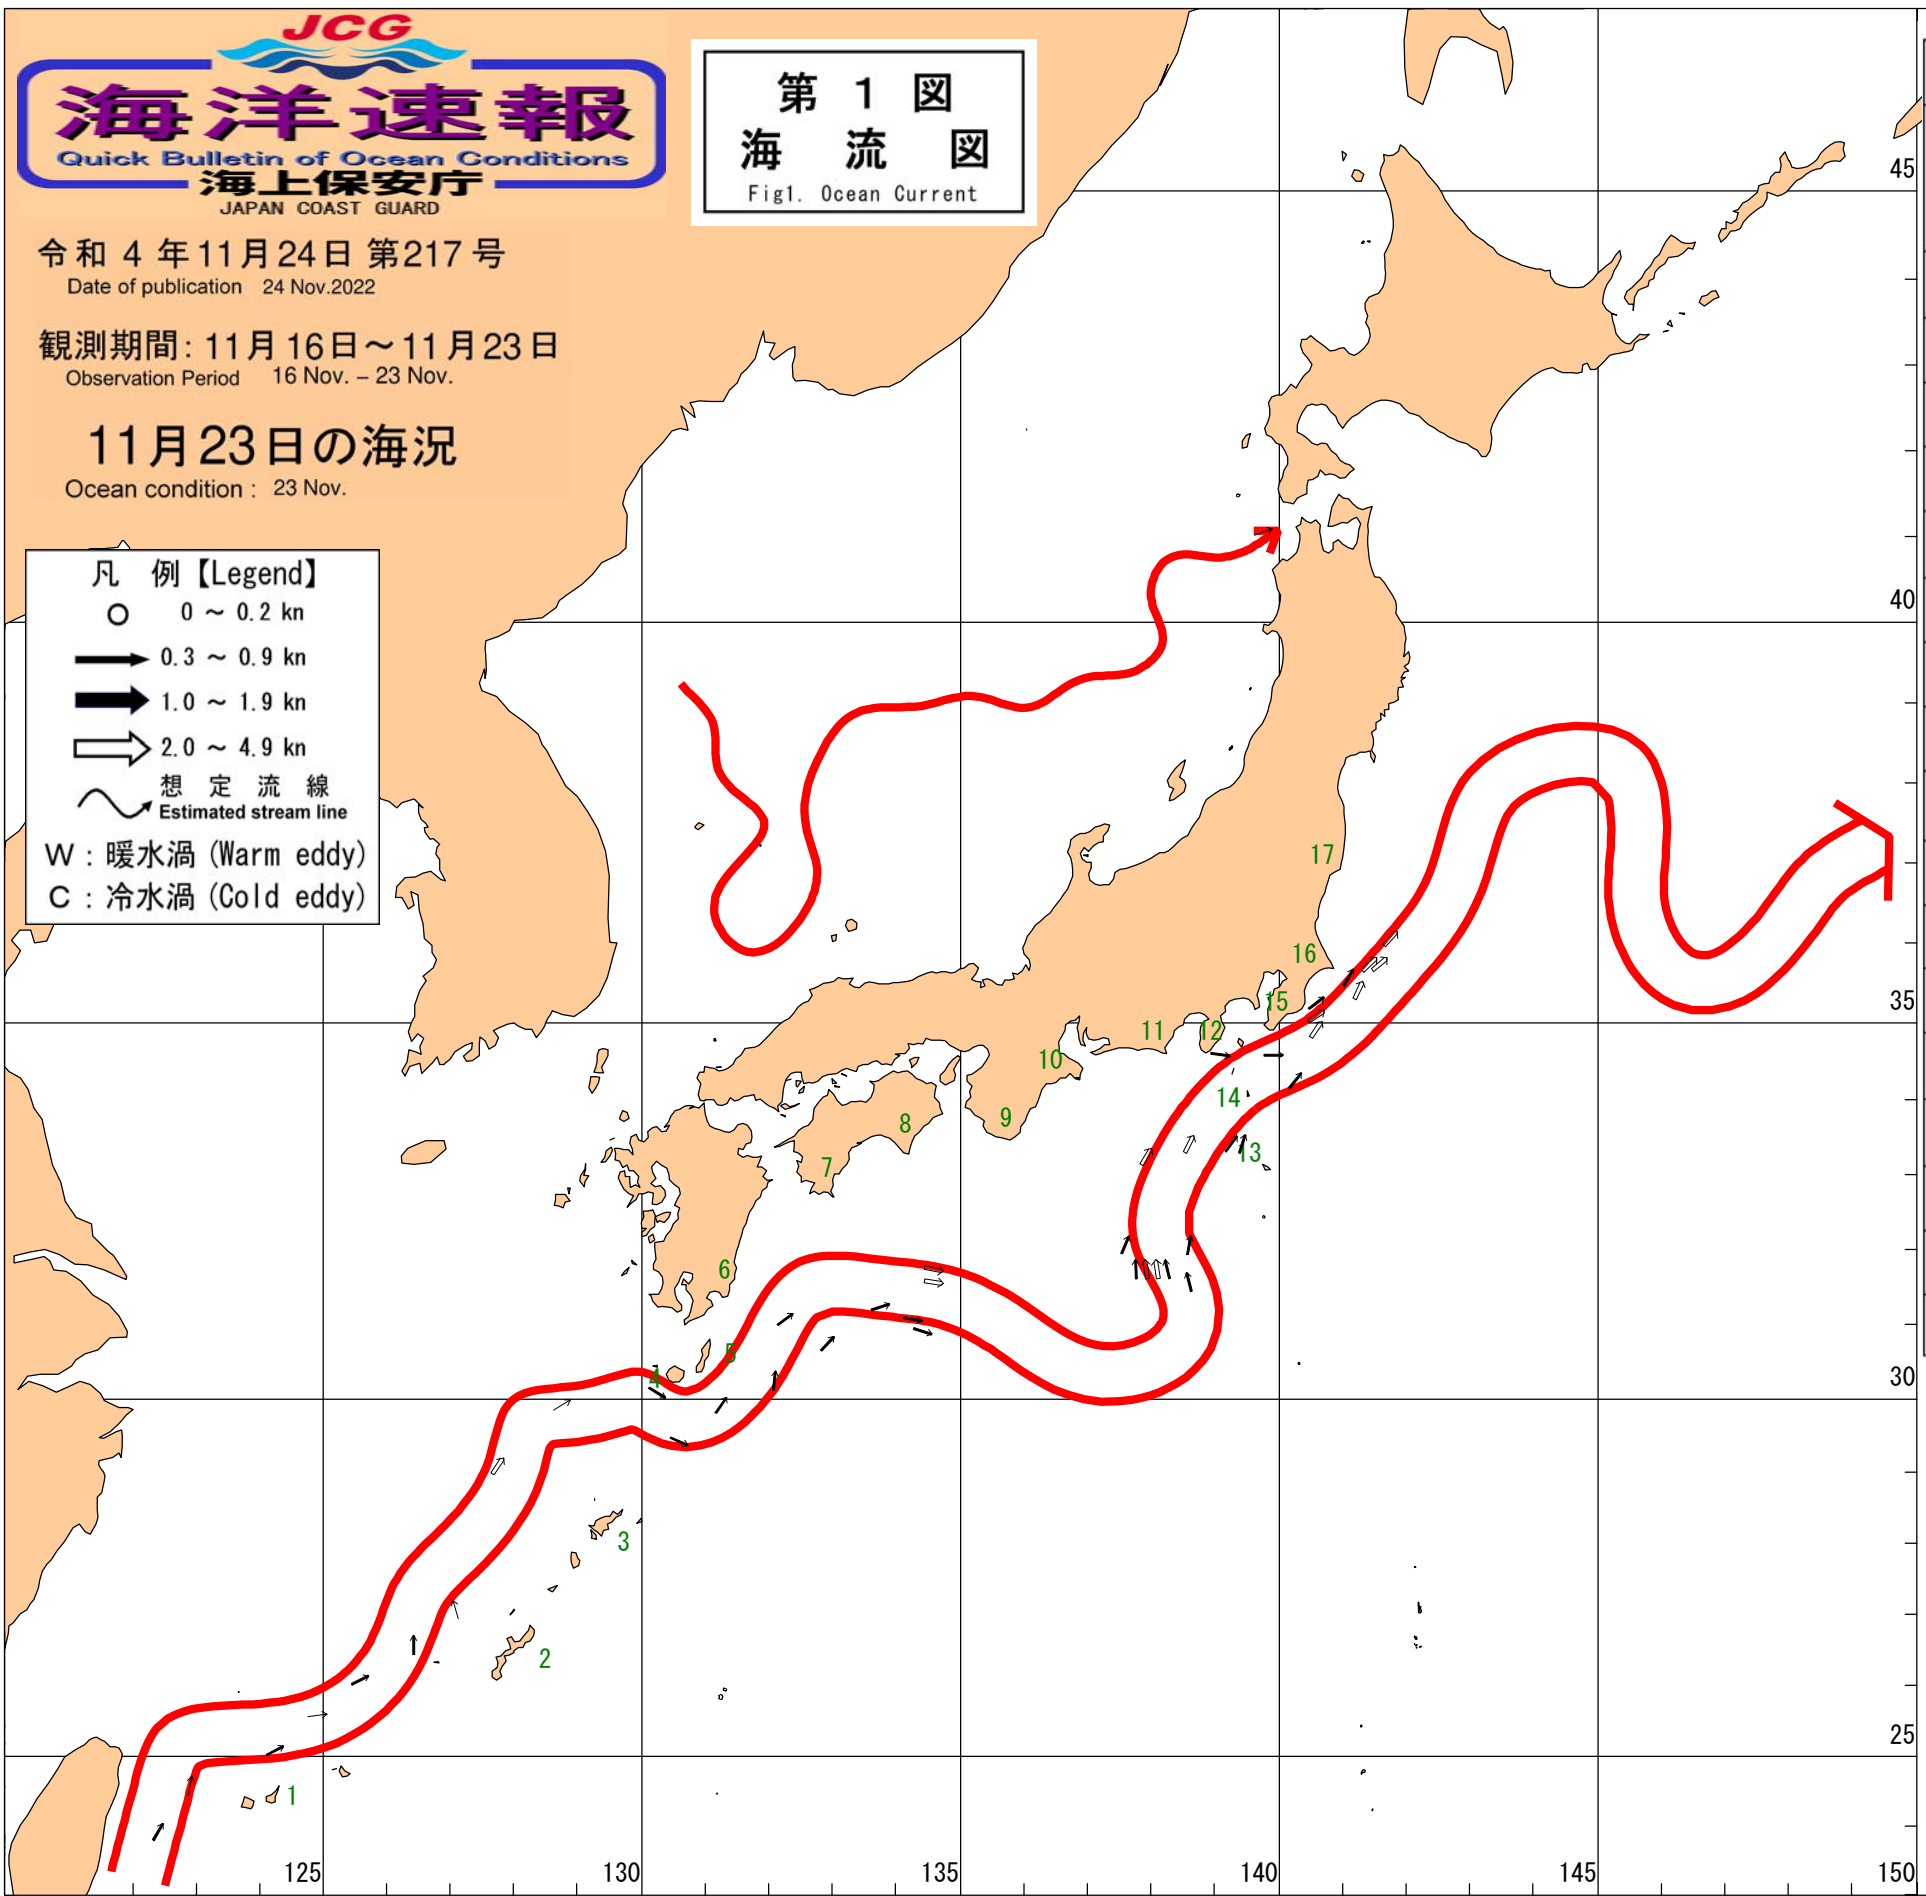 JCG
海洋速報
Quick Bulletin of Ocean Conditions
海上保安庁
JAPAN COAST GUARD
令和 4 年11月24日 第217号
Date of publication 24 Nov.2022
観測期間: 11月16日～11月23日
Observation Period 16 Nov. – 23 Nov.
11月23日の海況
Ocean condition : 23 Nov.
第 1 図
海 流 図
Fig1. Ocean Current
凡 例【Legend】
0 ～ 0.2 kn
0.3 ～ 0.9 kn
1.0 ～ 1.9 kn
2.0 ～ 4.9 kn
想 定 流 線
Estimated stream line
W : 暖水渦 (Warm eddy)
C : 冷水渦 (Cold eddy)
45
40
17
16
35
15
12
11
10
14
9
8
13
7
6
5
4
30
3
2
25
1
125
130
135
140
145
150